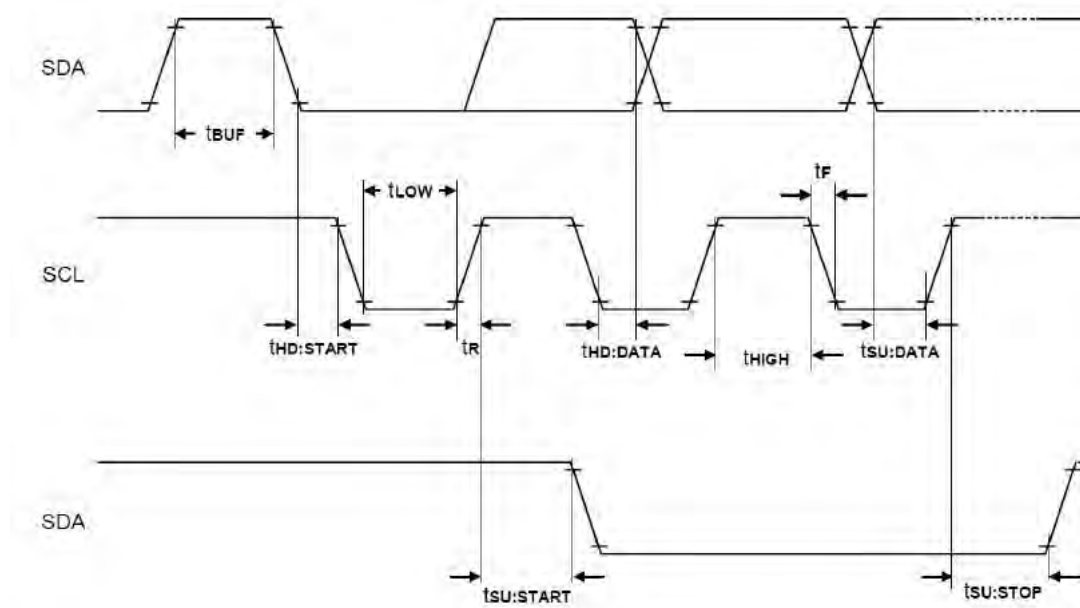 SDA
tBUF
tLOW
tF
SCL
tHD:START
tR
tHD:DATA
tHIGH
tSU:DATA
SDA
tSU:START
tSU:STOP